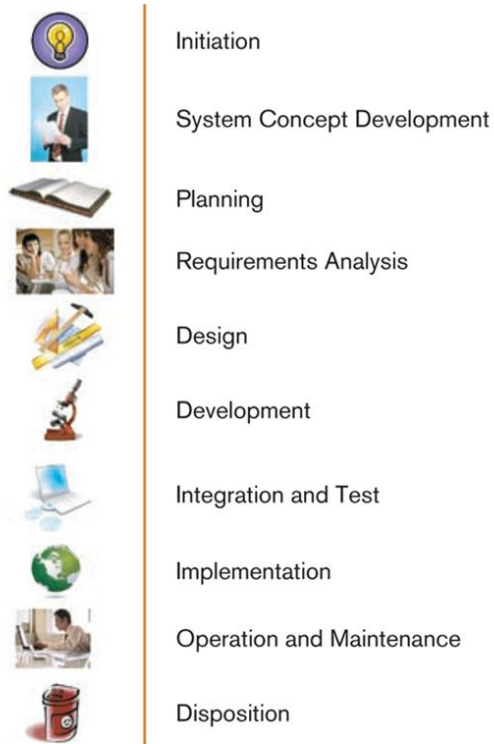 Initiation
System Concept Development
Planning
Requirements Analysis
Design
Development
Integration and Test
Implementation
Operation and Maintenance
Disposition